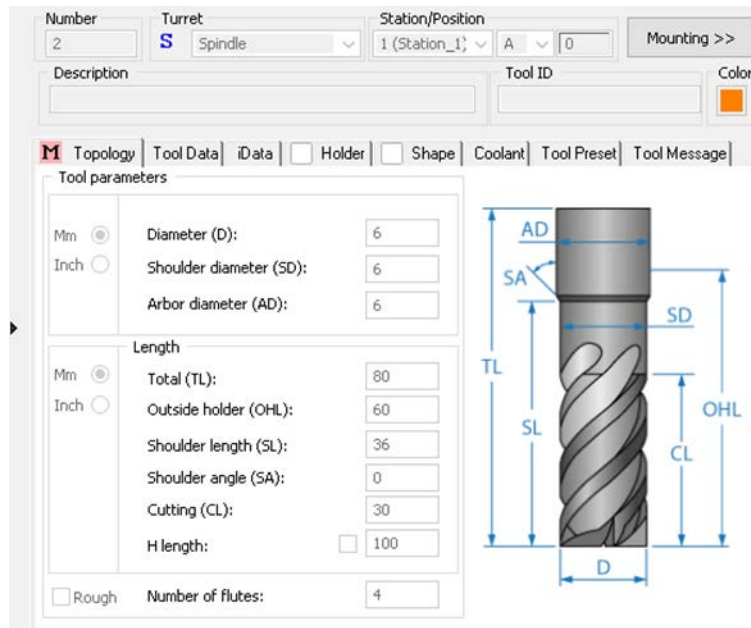 Number Turret Station/Position
2 S Spindle 1 (Station_1) A 0 Mounting >>
Description Tool ID Color
M Topology Tool Data iData Holder Shape Coolant Tool Preset Tool Message
Tool parameters
Mm
Inch
Diameter (D): 6
Shoulder diameter (SD): 6
Arbor diameter (AD): 6
Length
Mm
Inch
Total (TL): 80
Outside holder (OHL): 60
Shoulder length (SL): 36
Shoulder angle (SA): 0
Cutting (CL): 30
H length: 100
Rough Number of flutes: 4
AD
SA
SD
TL
OHL
SL
CL
D